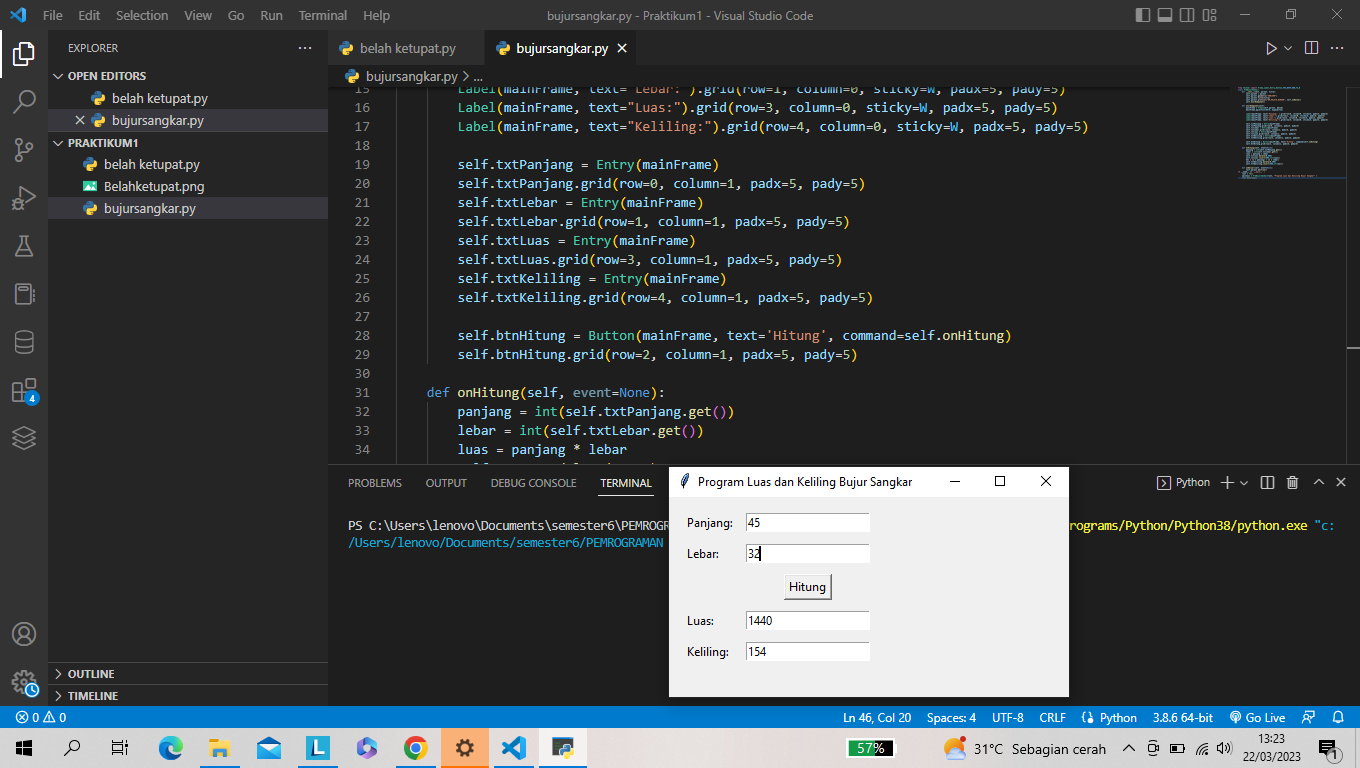 File Edit Selection View Go Run Terminal Help bujursangkar.py - Praktikum1 - Visual Studio Code
EXPLORER
OPEN EDITORS
belah ketupat.py
bujursangkar.py
PRAKTIKUM1
belah ketupat.py
Belahketupat.png
bujursangkar.py
OUTLINE
TIMELINE
4
belah ketupat.py bujursangkar.py
bujursangkar.py > ...
15 Label(mainFrame, text="Lebar:").grid(row=1, column=0, sticky=W, padx=5, pady=5)
16 Label(mainFrame, text="Luas:").grid(row=3, column=0, sticky=W, padx=5, pady=5)
17 Label(mainFrame, text="Keliling:").grid(row=4, column=0, sticky=W, padx=5, pady=5)
18
19 self.txtPanjang = Entry(mainFrame)
20 self.txtPanjang.grid(row=0, column=1, padx=5, pady=5)
21 self.txtLebar = Entry(mainFrame)
22 self.txtLebar.grid(row=1, column=1, padx=5, pady=5)
23 self.txtLuas = Entry(mainFrame)
24 self.txtLuas.grid(row=3, column=1, padx=5, pady=5)
25 self.txtKeliling = Entry(mainFrame)
26 self.txtKeliling.grid(row=4, column=1, padx=5, pady=5)
27
28 self.btnHitung = Button(mainFrame, text='Hitung', command=self.onHitung)
29 self.btnHitung.grid(row=2, column=1, padx=5, pady=5)
30
31 def onHitung(self, event=None):
32 panjang = int(self.txtPanjang.get())
33 lebar = int(self.txtLebar.get())
34 luas = panjang * lebar
PROBLEMS OUTPUT DEBUG CONSOLE TERMINAL Python
PS C:\Users\lenovo\Documents\semester6\PEMROGR rograms/Python/Python38/python.exe "c:
/Users/lenovo/Documents/semester6/PEMROGRAMAN
Program Luas dan Keliling Bujur Sangkar
Panjang: 45
Lebar: 32
Hitung
Luas: 1440
Keliling: 154
0 0 Ln 46, Col 20 Spaces: 4 UTF-8 CRLF Python 3.8.6 64-bit Go Live
57% 31°C Sebagian cerah 13:23
22/03/2023 1